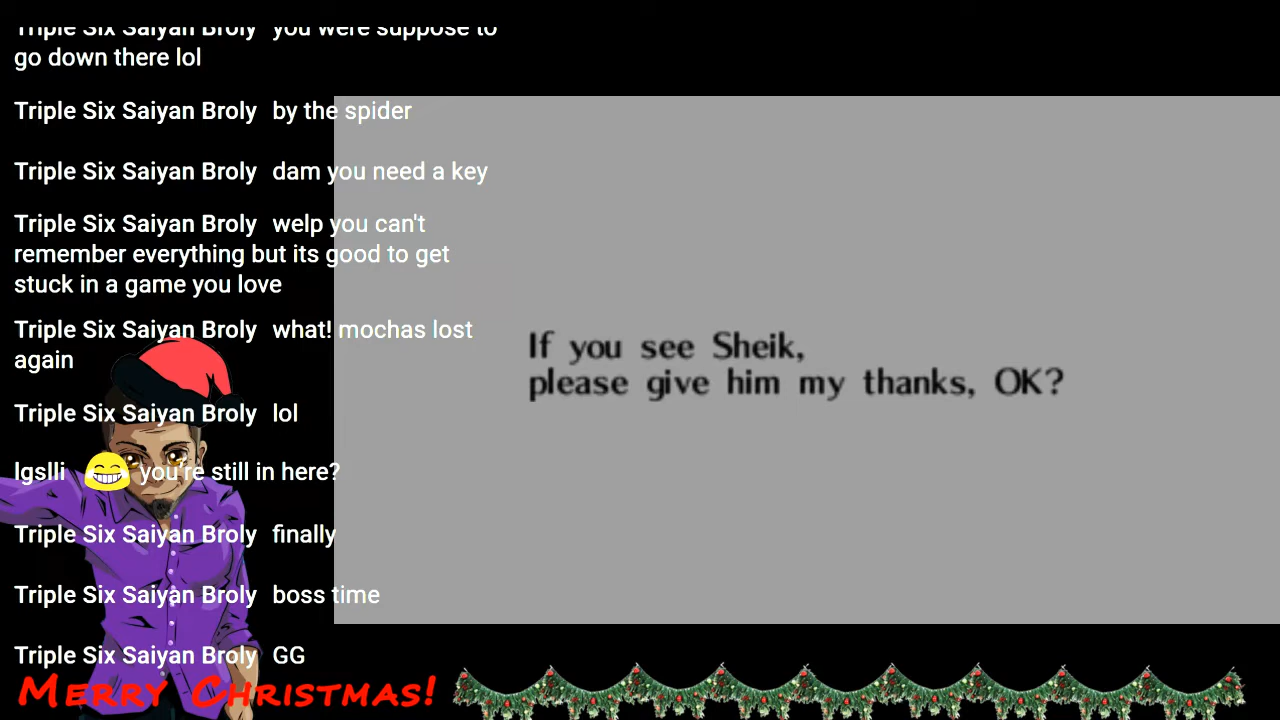 Triple Six Saiyan Broly you were suppose to
go down there lol
Triple Six Saiyan Broly by the spider
Triple Six Saiyan Broly dam you need a key
Triple Six Saiyan Broly welp you can't
remember everything but its good to get
stuck in a game you love
Triple Six Saiyan Broly what! mochas lost
again
Triple Six Saiyan Broly lol
lgslli 😁 you're still in here?
Triple Six Saiyan Broly finally
Triple Six Saiyan Broly boss time
Triple Six Saiyan Broly GG
If you see Sheik,
please give him my thanks, OK?
Merry Christmas!